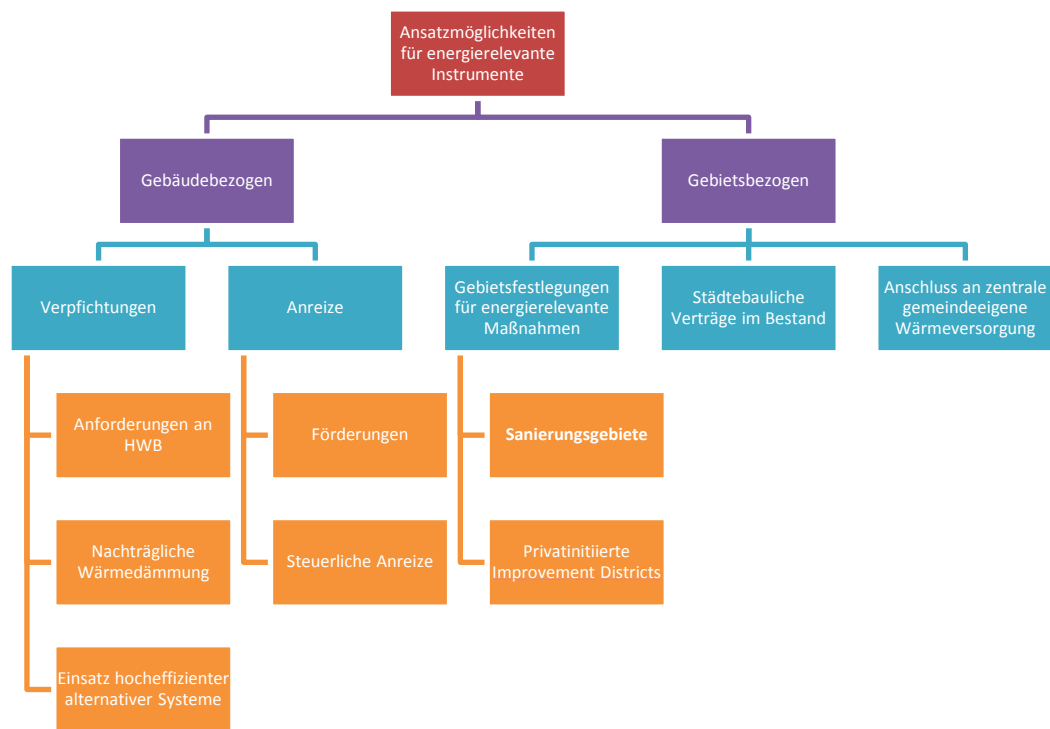 Ansatzmöglichkeiten
für energierelevante
Instrumente
Gebäudebezogen
Gebietsbezogen
Verpfichtungen
Anreize
Gebietsfestlegungen
für energierelevante
Maßnahmen
Städtebauliche
Verträge im Bestand
Anschluss an zentrale
gemeindeeigene
Wärmeversorgung
Anforderungen an
HWB
Förderungen
Sanierungsgebiete
Nachträgliche
Wärmedämmung
Steuerliche Anreize
Privatinitiierte
Improvement Districts
Einsatz hocheffizienter
alternativer Systeme